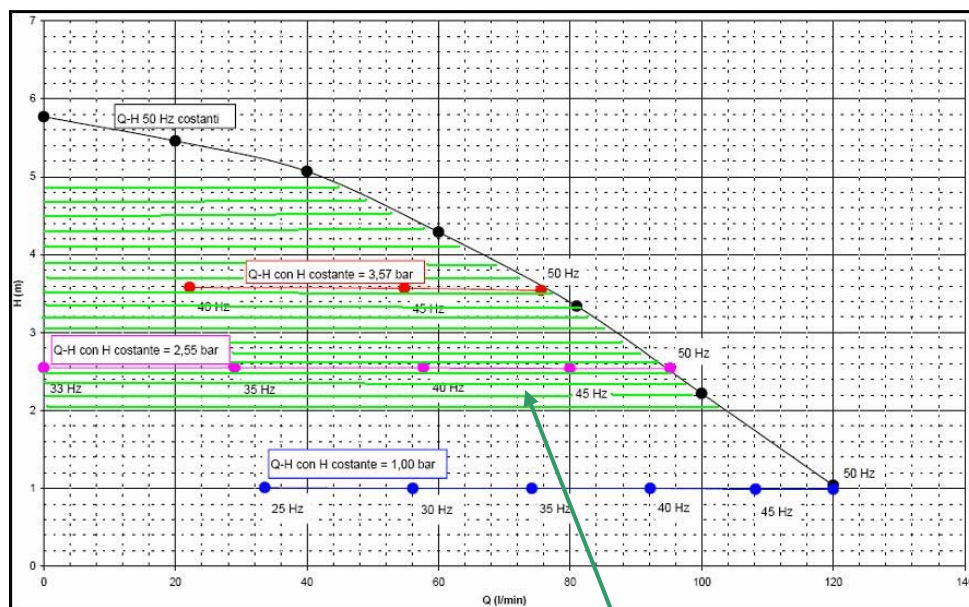 7
6
5
4
3
2
1
0
H (m)
Q-H 50 Hz costanti
Q-H con H costante = 3,57 bar
50 Hz
40 Hz
45 Hz
Q-H con H costante = 2,55 bar
50 Hz
33 Hz
35 Hz
40 Hz
45 Hz
Q-H con H costante = 1,00 bar
50 Hz
25 Hz
30 Hz
35 Hz
40 Hz
45 Hz
0
20
40
60
80
100
120
Q (l/min)